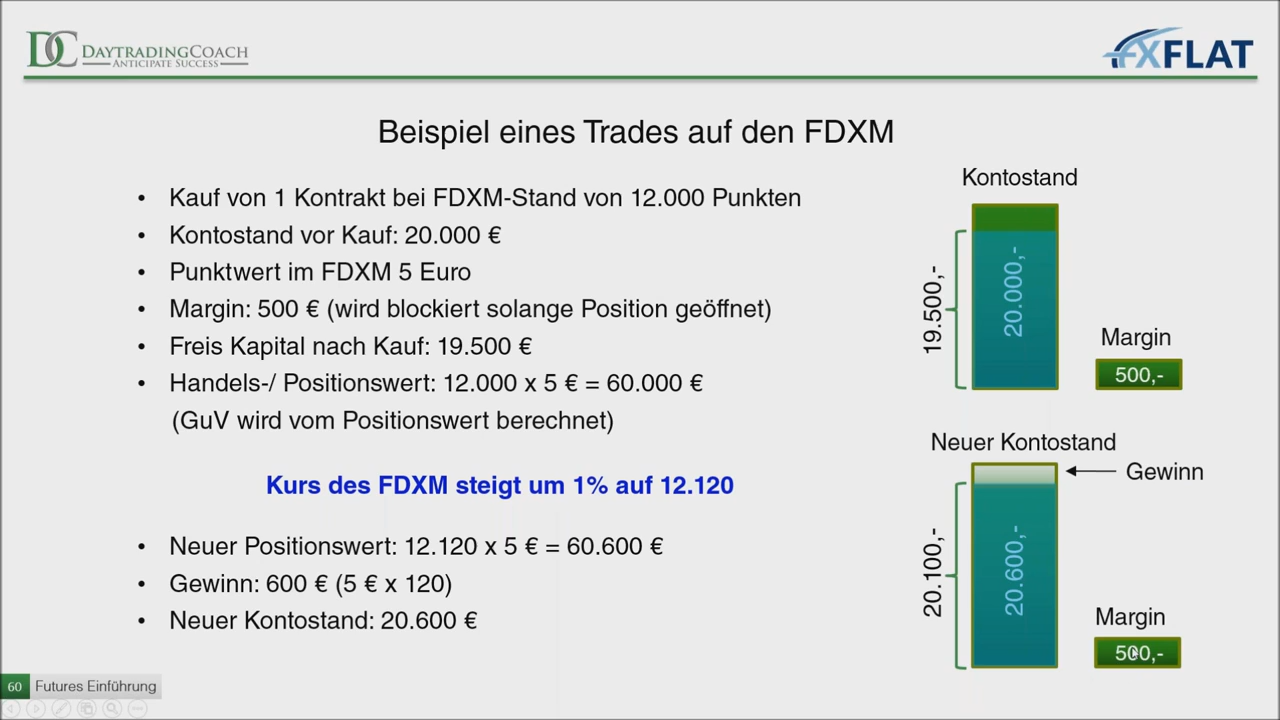 DC DAYTRADINGCOACH
ANTICIPATE SUCCESS
FXFLAT
Beispiel eines Trades auf den FDXM
• Kauf von 1 Kontrakt bei FDXM-Stand von 12.000 Punkten
• Kontostand vor Kauf: 20.000 €
• Punktwert im FDXM 5 Euro
• Margin: 500 € (wird blockiert solange Position geöffnet)
• Freis Kapital nach Kauf: 19.500 €
• Handels-/ Positionswert: 12.000 x 5 € = 60.000 €
(GuV wird vom Positionswert berechnet)
Kurs des FDXM steigt um 1% auf 12.120
• Neuer Positionswert: 12.120 x 5 € = 60.600 €
• Gewinn: 600 € (5 € x 120)
• Neuer Kontostand: 20.600 €
Kontostand
19.500,-
20.000,-
Margin
500,-
Neuer Kontostand
Gewinn
20.100,-
20.600,-
Margin
500,-
60 Futures Einführung